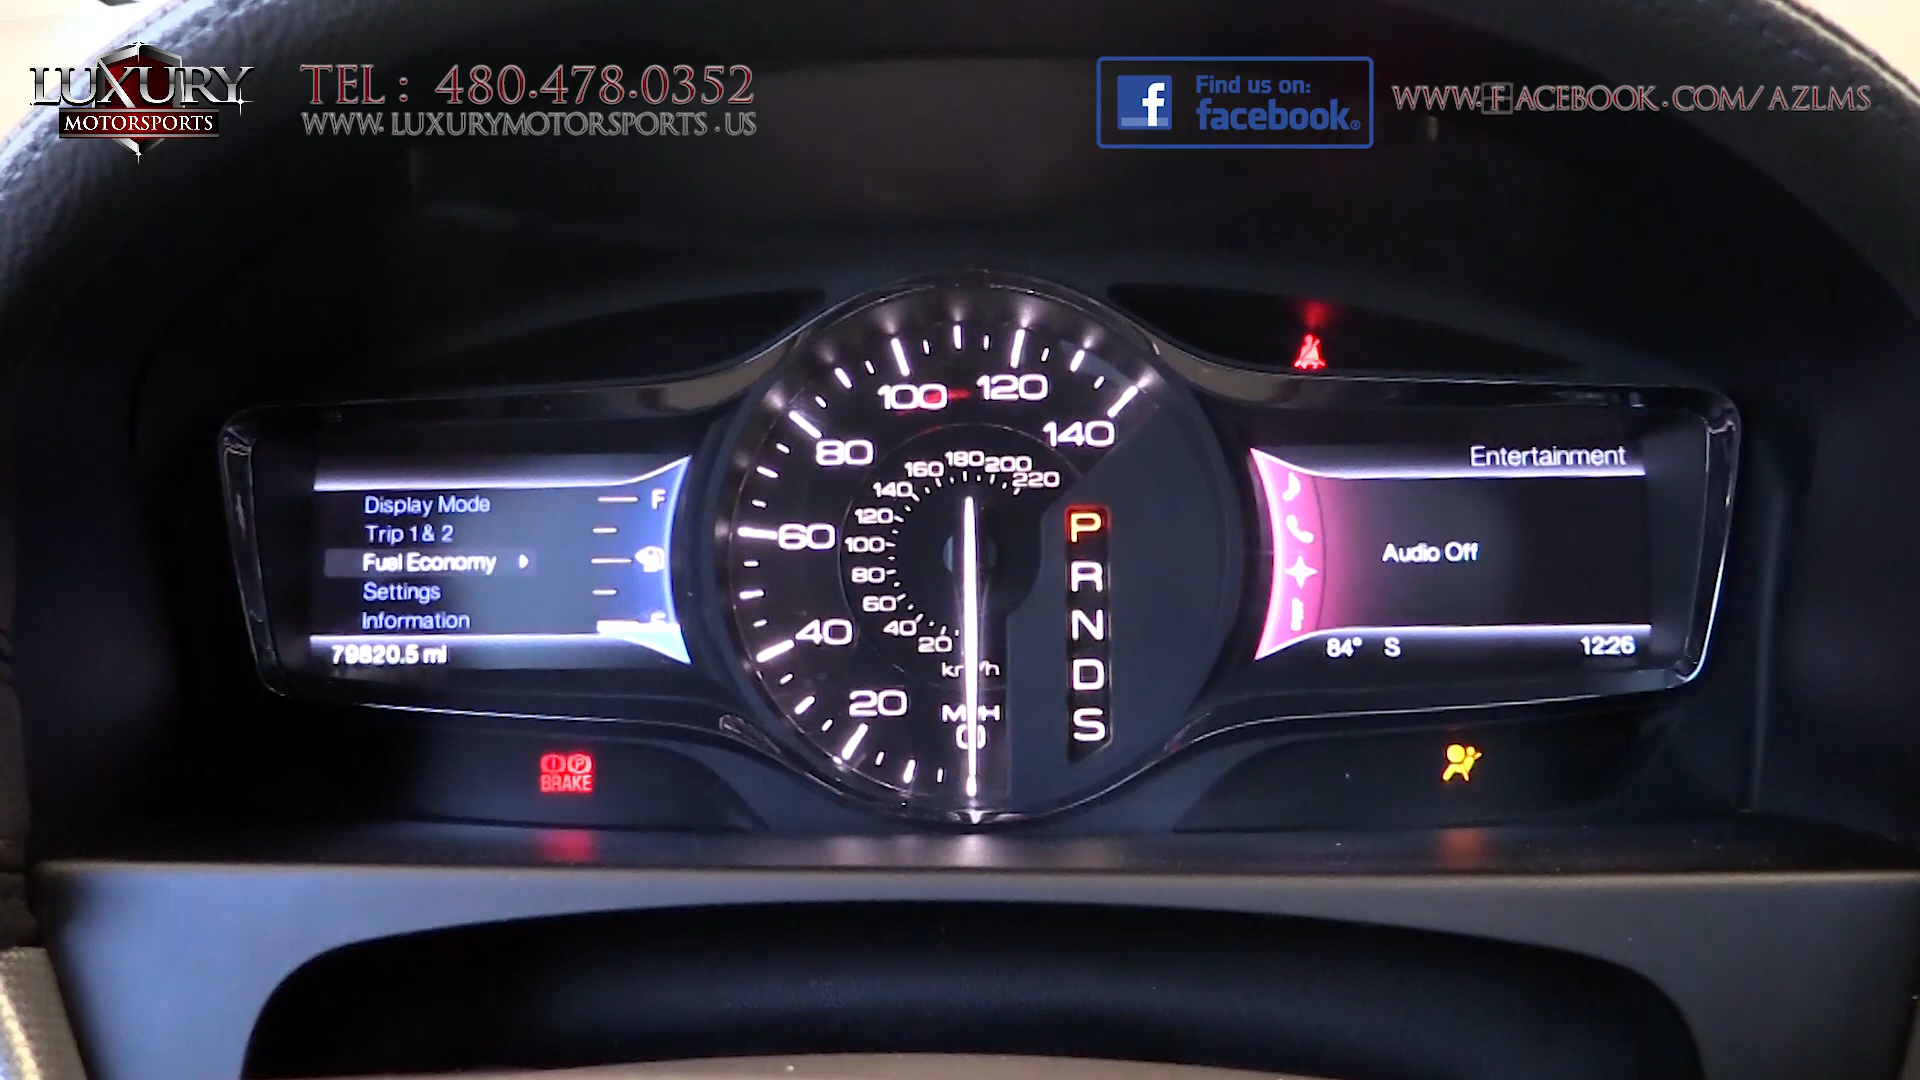 LUXURY
MOTORSPORTS
TEL : 480.478.0352
WWW.LUXURYMOTORSPORTS.US
Find us on:
facebook®
WWW.FACEBOOK.COM/AZLMS
Display Mode
Trip 1 & 2
Fuel Economy
Settings
Information
79820.5 mi
F
100
120
140
80
60
40
20
MPH
0
220
200
180
160
140
120
100
80
60
40
20
km/h
P
R
N
D
S
Entertainment
Audio Off
84° S 12:26
BRAKE